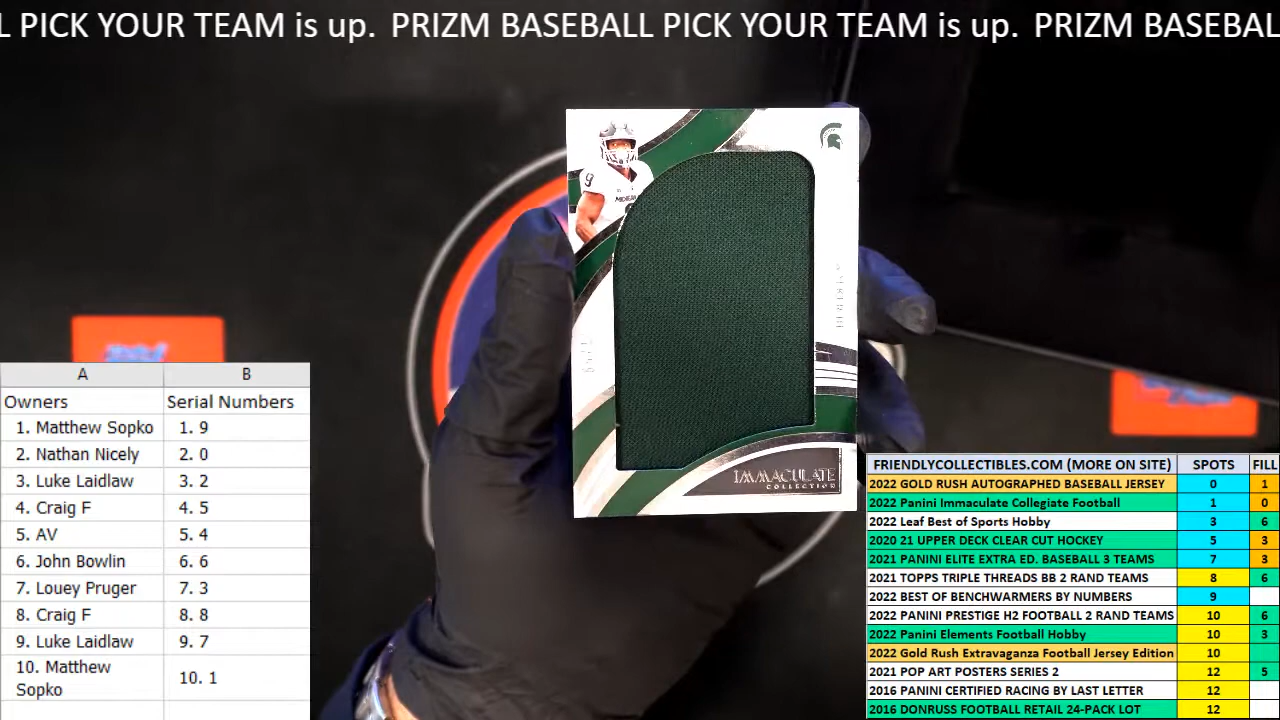 L PICK YOUR TEAM is up.  PRIZM BASEBALL PICK YOUR TEAM is up.  PRIZM BASEBAL
9
IMMACULATE
COLLECTION
A B
Owners Serial Numbers
1. Matthew Sopko 1. 9
2. Nathan Nicely 2. 0
3. Luke Laidlaw 3. 2
4. Craig F 4. 5
5. AV 5. 4
6. John Bowlin 6. 6
7. Louey Pruger 7. 3
8. Craig F 8. 8
9. Luke Laidlaw 9. 7
10. Matthew
Sopko 10. 1
FRIENDLYCOLLECTIBLES.COM (MORE ON SITE) SPOTS FILL
2022 GOLD RUSH AUTOGRAPHED BASEBALL JERSEY 0 1
2022 Panini Immaculate Collegiate Football 1 0
2022 Leaf Best of Sports Hobby 3 6
2020 21 UPPER DECK CLEAR CUT HOCKEY 5 3
2021 PANINI ELITE EXTRA ED. BASEBALL 3 TEAMS 7 3
2021 TOPPS TRIPLE THREADS BB 2 RAND TEAMS 8 6
2022 BEST OF BENCHWARMERS BY NUMBERS 9
2022 PANINI PRESTIGE H2 FOOTBALL 2 RAND TEAMS 10 6
2022 Panini Elements Football Hobby 10 3
2022 Gold Rush Extravaganza Football Jersey Edition 10
2021 POP ART POSTERS SERIES 2 12 5
2016 PANINI CERTIFIED RACING BY LAST LETTER 12
2016 DONRUSS FOOTBALL RETAIL 24-PACK LOT 12